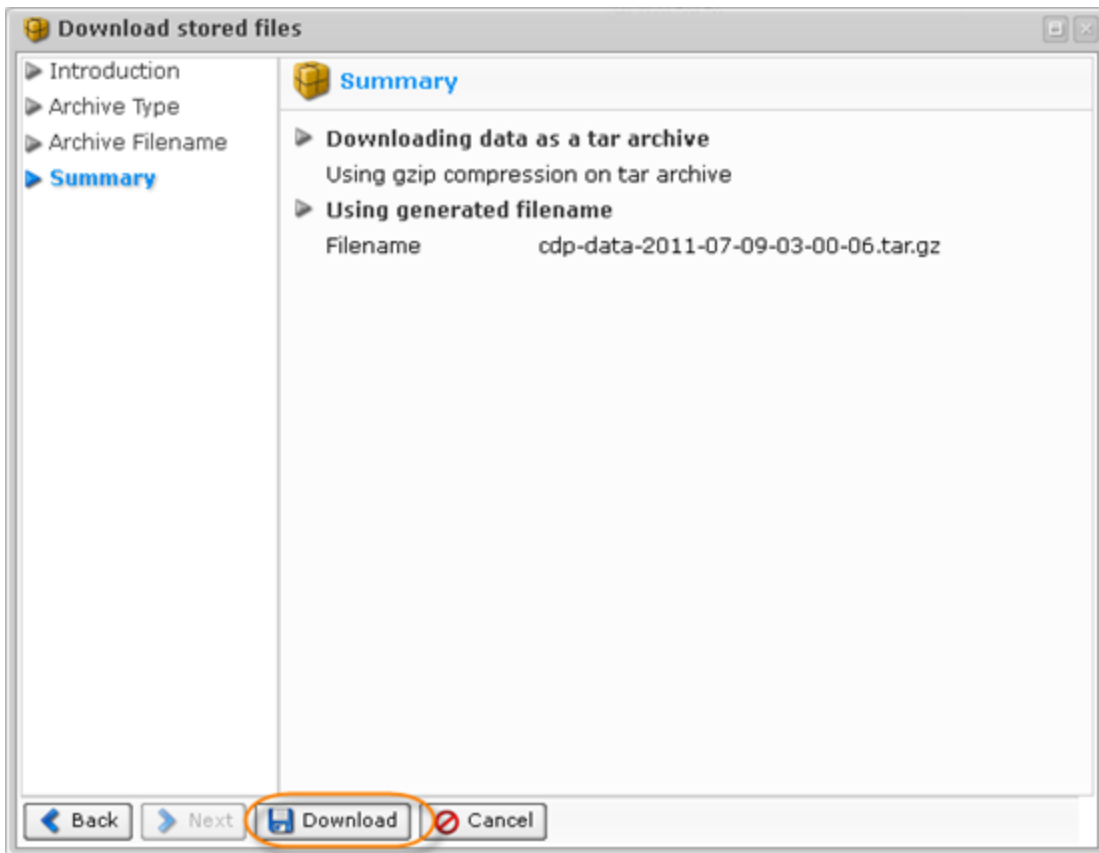 Download stored files
Introduction
Archive Type
Archive Filename
Summary
Summary
Downloading data as a tar archive
Using gzip compression on tar archive
Using generated filename
Filename cdp-data-2011-07-09-03-00-06.tar.gz
Back Next Download Cancel